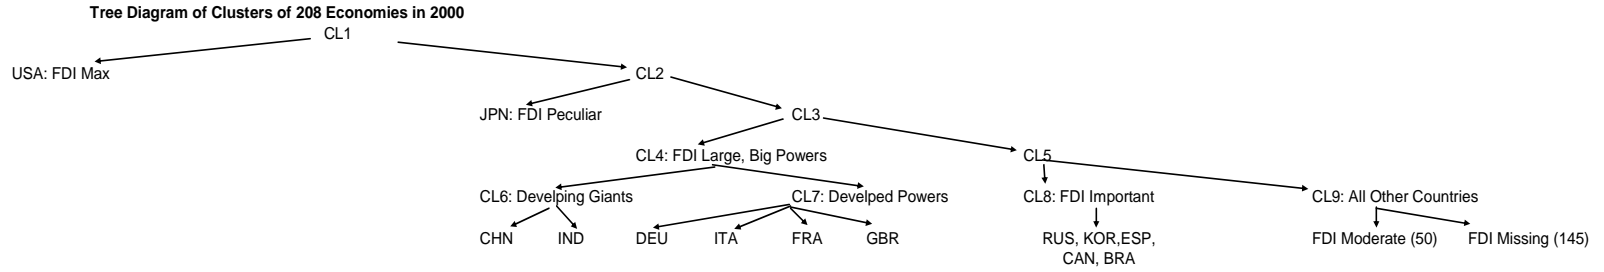 Tree Diagram of Clusters of 208 Economies in 2000
CL1
USA: FDI Max
CL2
JPN: FDI Peculiar
CL3
CL4: FDI Large, Big Powers
CL5
CL6: Develping Giants
CL7: Develped Powers
CL8: FDI Important
CL9: All Other Countries
CHN
IND
DEU
ITA
FRA
GBR
RUS, KOR,ESP,
CAN, BRA
FDI Moderate (50)
FDI Missing (145)